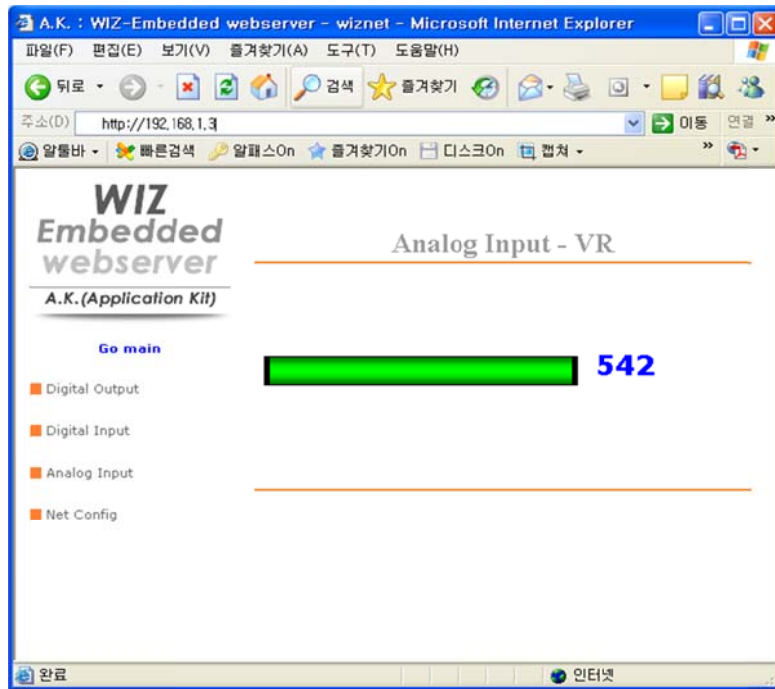 A.K. : WIZ-Embedded webserver - wiznet - Microsoft Internet Explorer
파일(F) 편집(E) 보기(V) 즐겨찾기(A) 도구(T) 도움말(H)
뒤로 검색 즐겨찾기
주소(D) http://192.168.1.3 이동 연결 »
알툴바 빠른검색 알패스On 즐겨찾기On 디스크On 캡쳐 »
WIZ
Embedded
webserver
A.K.(Application Kit)
Go main
Digital Output
Digital Input
Analog Input
Net Config
Analog Input - VR
542
완료 인터넷